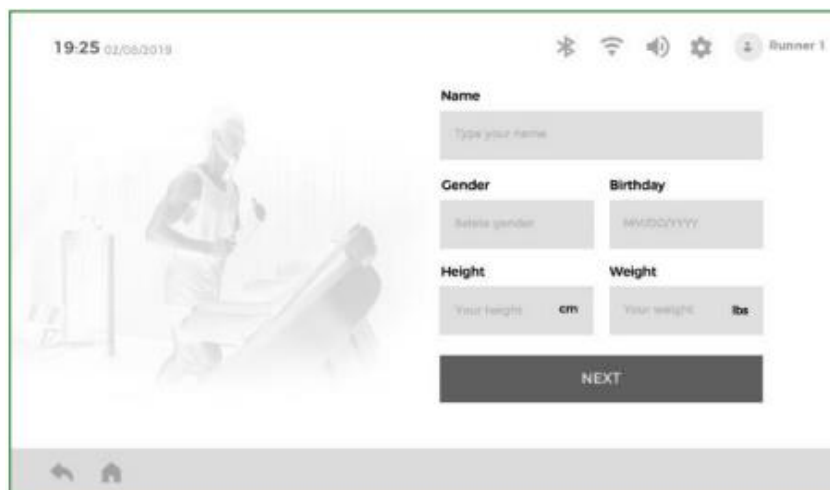 19:25 02/08/2019
Runner 1
Name
Type your name
Gender
Birthday
gender
MM/DD/YYYY
Height
Weight
Your height cm
Your weight lbs
NEXT